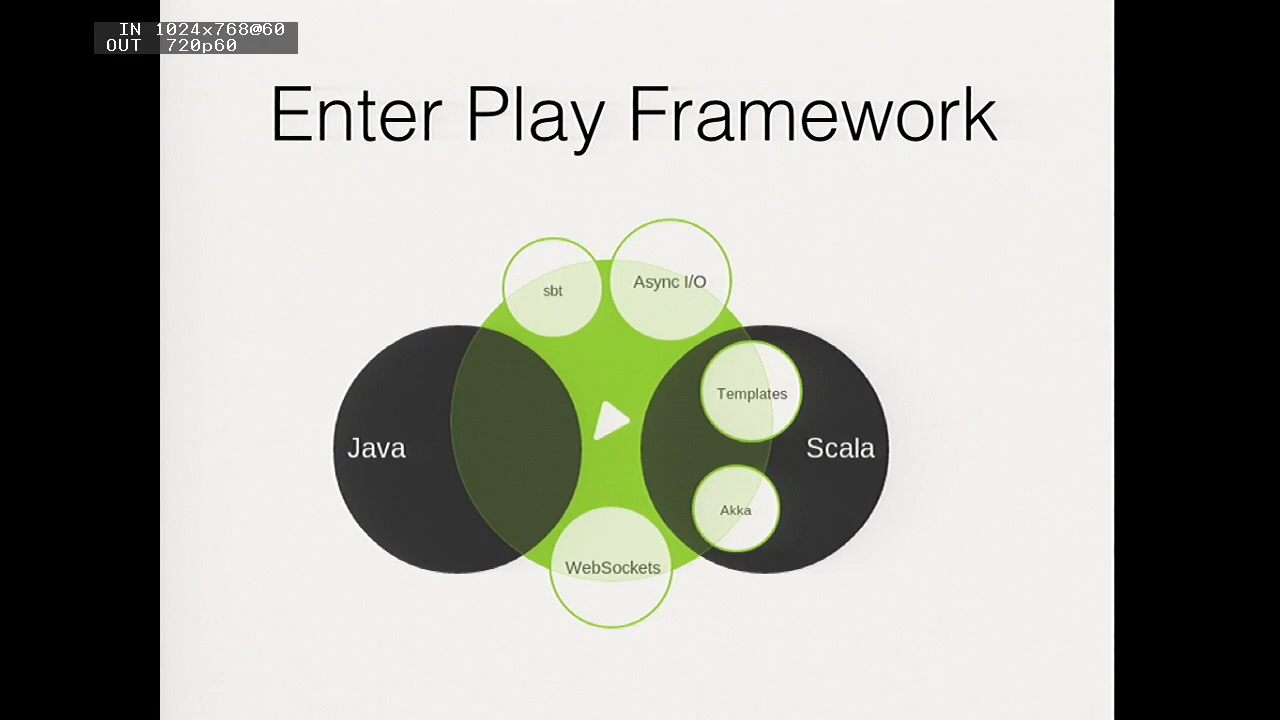 IN 1024x768@60
OUT 720p60
Enter Play Framework
sbt
Async I/O
Templates
Java
Scala
Akka
WebSockets